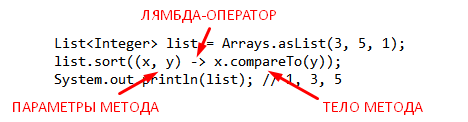 ЛЯМБДА-ОПЕРАТОР
List<Integer> list = Arrays.asList(3, 5, 1);
list.sort((x, y) -> x.compareTo(y));
System.out.println(list); // 1, 3, 5
ПАРАМЕТРЫ МЕТОДА ТЕЛО МЕТОДА